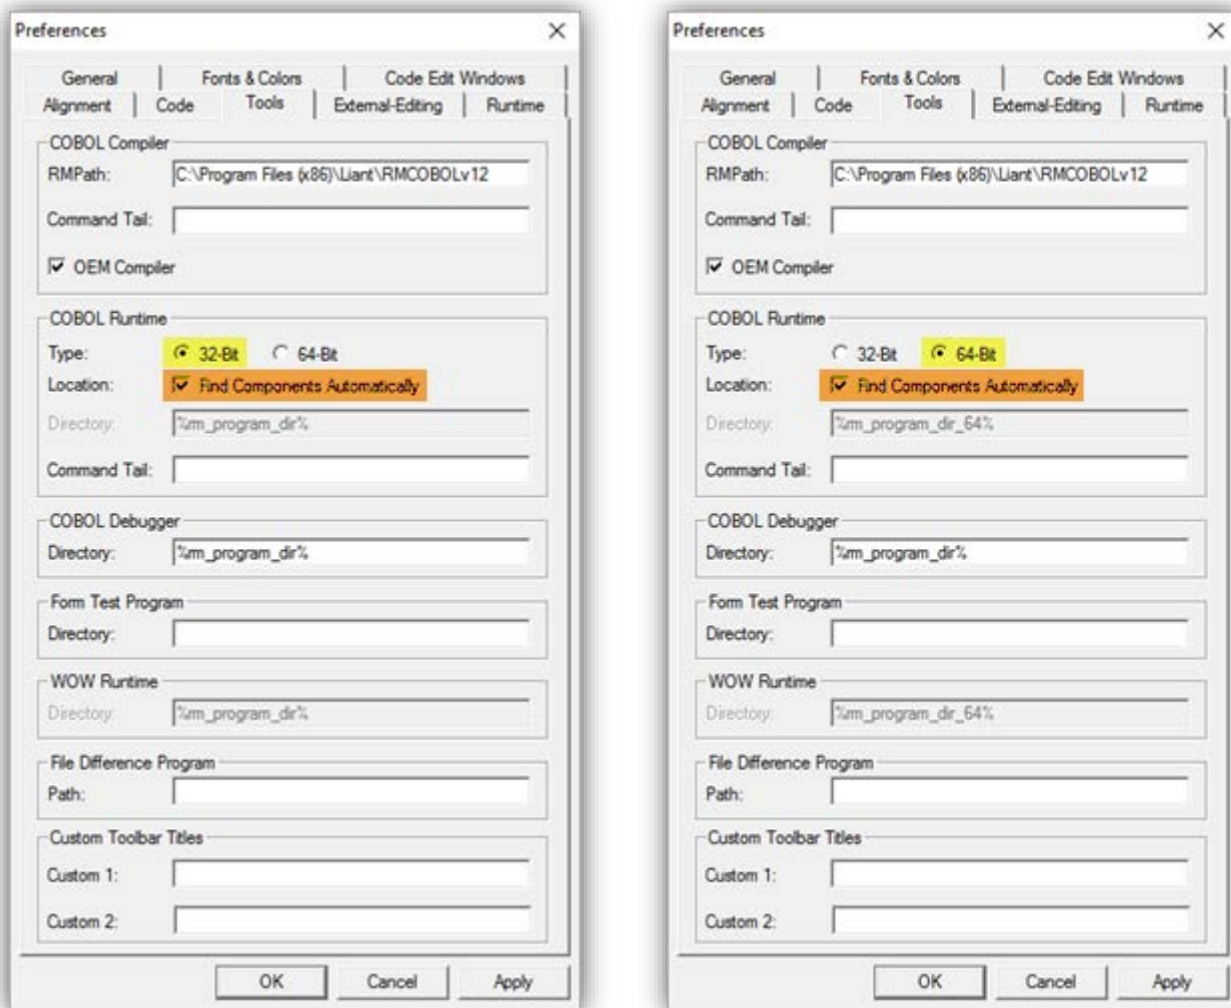 Preferences
General Fonts & Colors Code Edit Windows
Alignment Code Tools External-Editing Runtime
COBOL Compiler
RMPath: C:\Program Files (x86)\Liant\RMCOBOLv12
Command Tail:
OEM Compiler
COBOL Runtime
Type: 32-Bit 64-Bit
Location: Find Components Automatically
Directory: %rm_program_dir%
Command Tail:
COBOL Debugger
Directory: %rm_program_dir%
Form Test Program
Directory:
WOW Runtime
Directory: %rm_program_dir%
File Difference Program
Path:
Custom Toolbar Titles
Custom 1:
Custom 2:
OK Cancel Apply
Preferences
General Fonts & Colors Code Edit Windows
Alignment Code Tools External-Editing Runtime
COBOL Compiler
RMPath: C:\Program Files (x86)\Liant\RMCOBOLv12
Command Tail:
OEM Compiler
COBOL Runtime
Type: 32-Bit 64-Bit
Location: Find Components Automatically
Directory: %rm_program_dir_64%
Command Tail:
COBOL Debugger
Directory: %rm_program_dir%
Form Test Program
Directory:
WOW Runtime
Directory: %rm_program_dir_64%
File Difference Program
Path:
Custom Toolbar Titles
Custom 1:
Custom 2:
OK Cancel Apply